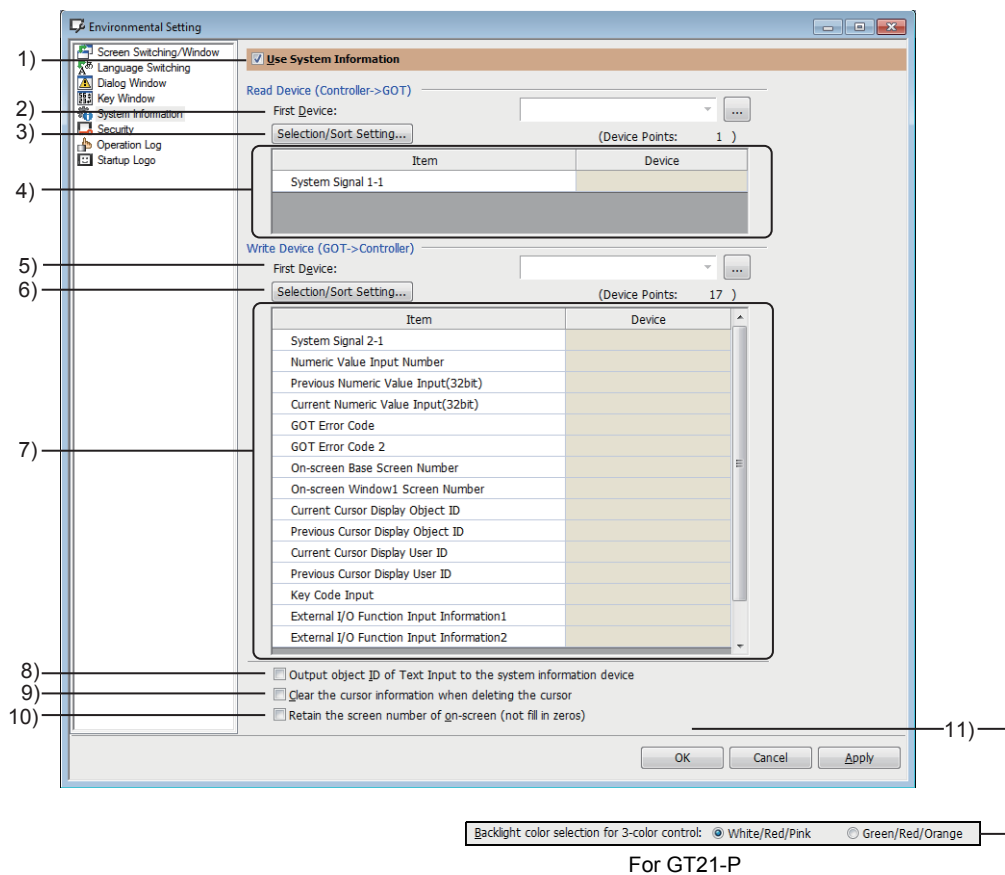 Environmental Setting
Screen Switching/Window
Language Switching
Dialog Window
Key Window
System Information
Security
Operation Log
Startup Logo
1)
Use System Information
Read Device (Controller->GOT)
2)
First Device:
...
3)
Selection/Sort Setting...
(Device Points: 1 )
4)
Item Device
System Signal 1-1
Write Device (GOT->Controller)
5)
First Device:
...
6)
Selection/Sort Setting...
(Device Points: 17 )
7)
Item Device
System Signal 2-1
Numeric Value Input Number
Previous Numeric Value Input(32bit)
Current Numeric Value Input(32bit)
GOT Error Code
GOT Error Code 2
On-screen Base Screen Number
On-screen Window1 Screen Number
Current Cursor Display Object ID
Previous Cursor Display Object ID
Current Cursor Display User ID
Previous Cursor Display User ID
Key Code Input
External I/O Function Input Information1
External I/O Function Input Information2
8)
Output object ID of Text Input to the system information device
9)
Clear the cursor information when deleting the cursor
10)
Retain the screen number of on-screen (not fill in zeros)
11)
OK Cancel Apply
Backlight color selection for 3-color control: White/Red/Pink Green/Red/Orange
For GT21-P